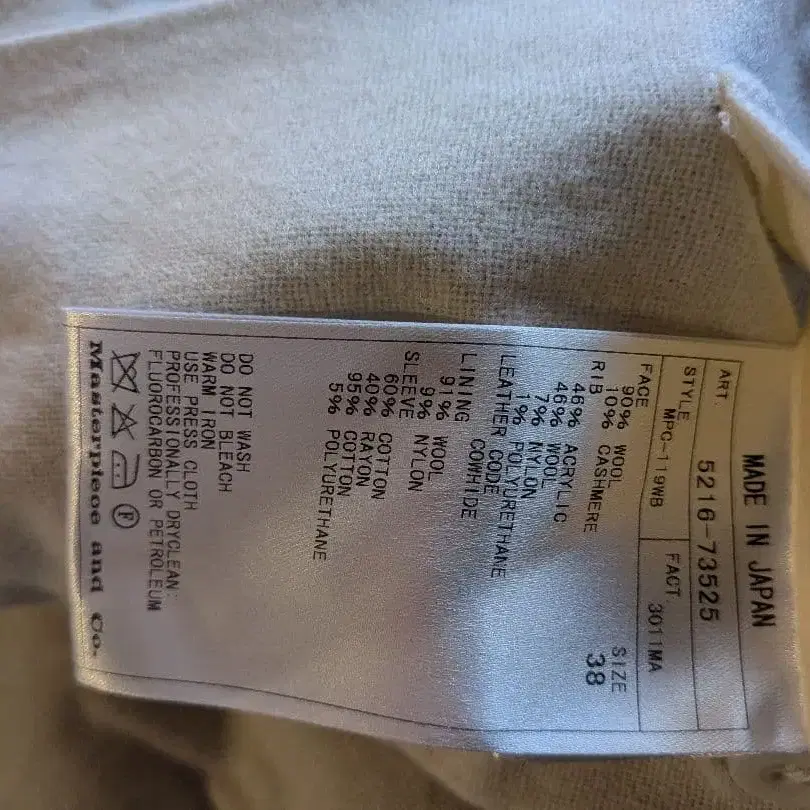 MADE IN JAPAN
ART. 5216-73525
STYLE MPC-119WB FACT. 3011MA
FACE SIZE
90% WOOL 38
10% CASHMERE
RIB
46% ACRYLIC
46% WOOL
7% NYLON
1% POLYURETHANE
LEATHER CODE
COWHIDE
LINING
91% WOOL
9% NYLON
SLEEVE
60% COTTON
40% RAYON
95% COTTON
5% POLYURETHANE
DO NOT WASH
DO NOT BLEACH
WARM IRON
USE PRESS CLOTH
PROFESSIONALLY DRYCLEAN:
FLUOROCARBON OR PETROLEUM
F
Masterpiece and Co.